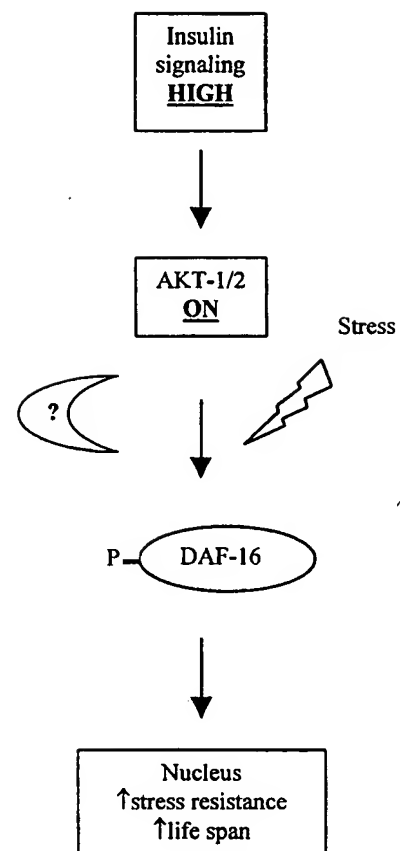 Insulin
signaling
HIGH
AKT-1/2
ON
Stress
?
P
DAF-16
Nucleus
↑stress resistance
↑life span